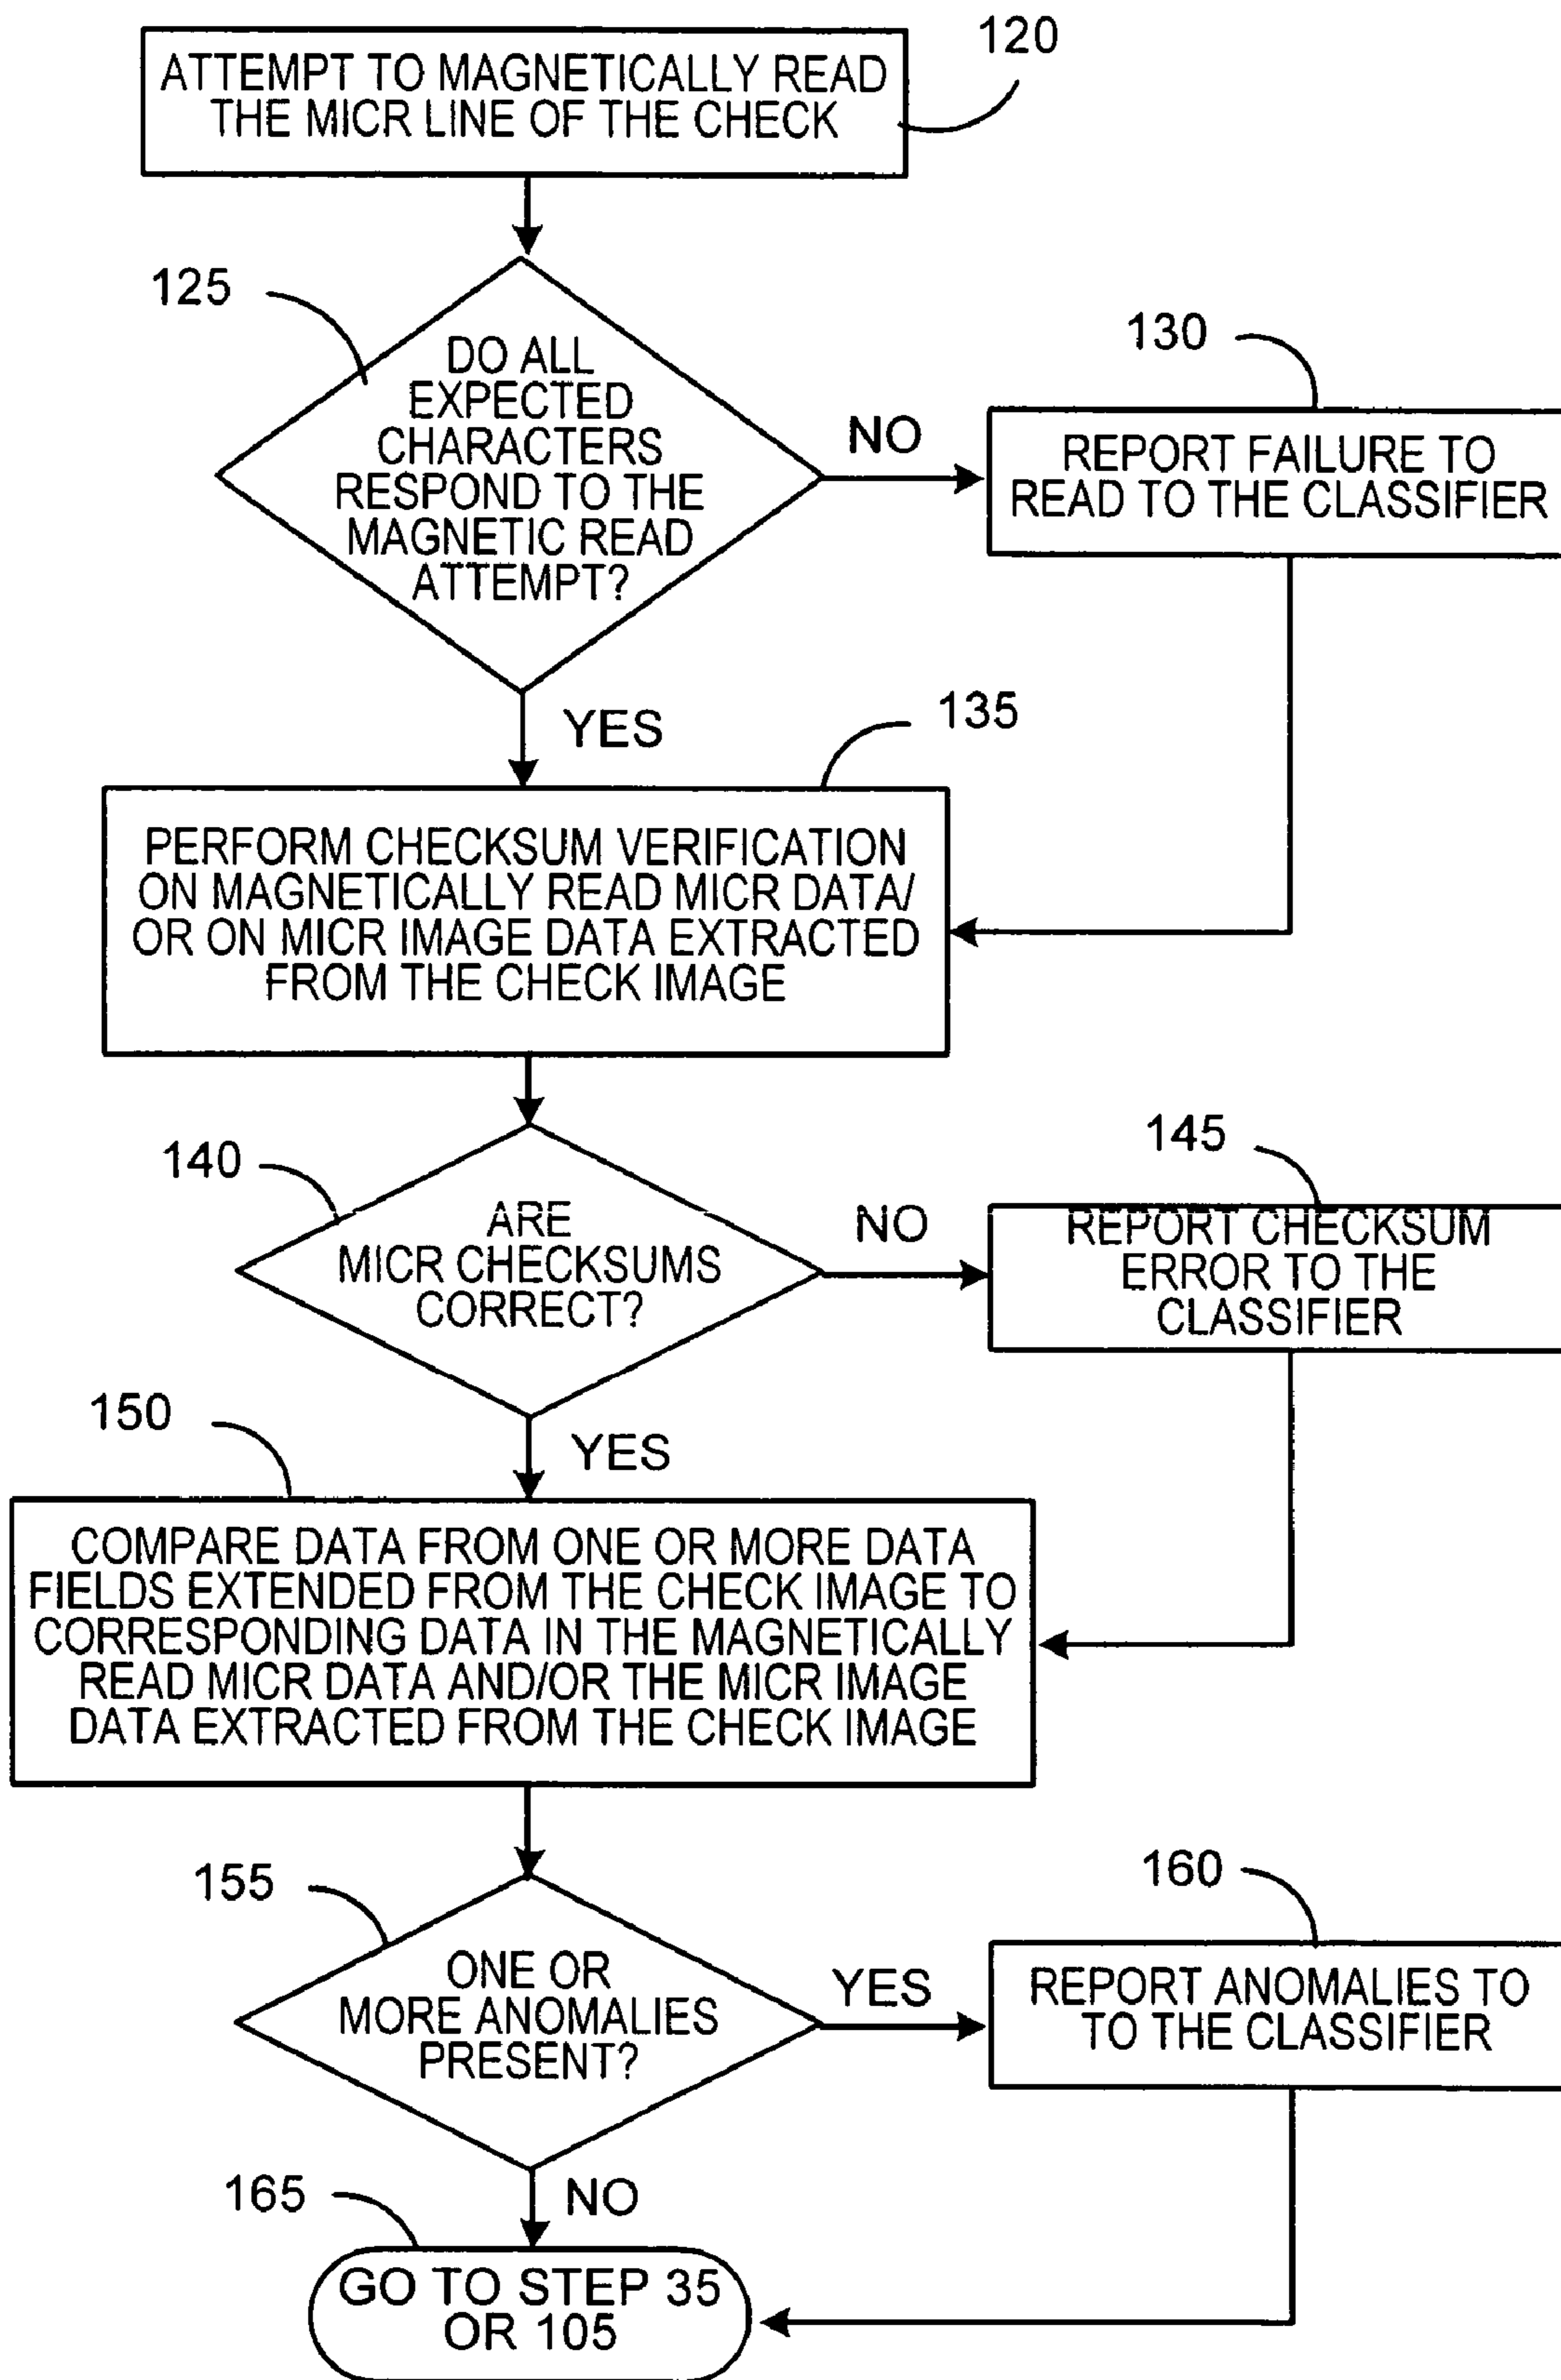 120
ATTEMPT TO MAGNETICALLY READ
THE MICR LINE OF THE CHECK
125
DO ALL
EXPECTED
CHARACTERS
RESPOND TO THE
MAGNETIC READ
ATTEMPT?
NO
130
REPORT FAILURE TO
READ TO THE CLASSIFIER
YES
135
PERFORM CHECKSUM VERIFICATION
ON MAGNETICALLY READ MICR DATA/
OR ON MICR IMAGE DATA EXTRACTED
FROM THE CHECK IMAGE
140
ARE
MICR CHECKSUMS
CORRECT?
NO
145
REPORT CHECKSUM
ERROR TO THE
CLASSIFIER
YES
150
COMPARE DATA FROM ONE OR MORE DATA
FIELDS EXTENDED FROM THE CHECK IMAGE TO
CORRESPONDING DATA IN THE MAGNETICALLY
READ MICR DATA AND/OR THE MICR IMAGE
DATA EXTRACTED FROM THE CHECK IMAGE
155
ONE OR
MORE ANOMALIES
PRESENT?
YES
160
REPORT ANOMALIES TO
TO THE CLASSIFIER
NO
165
GO TO STEP 35
OR 105